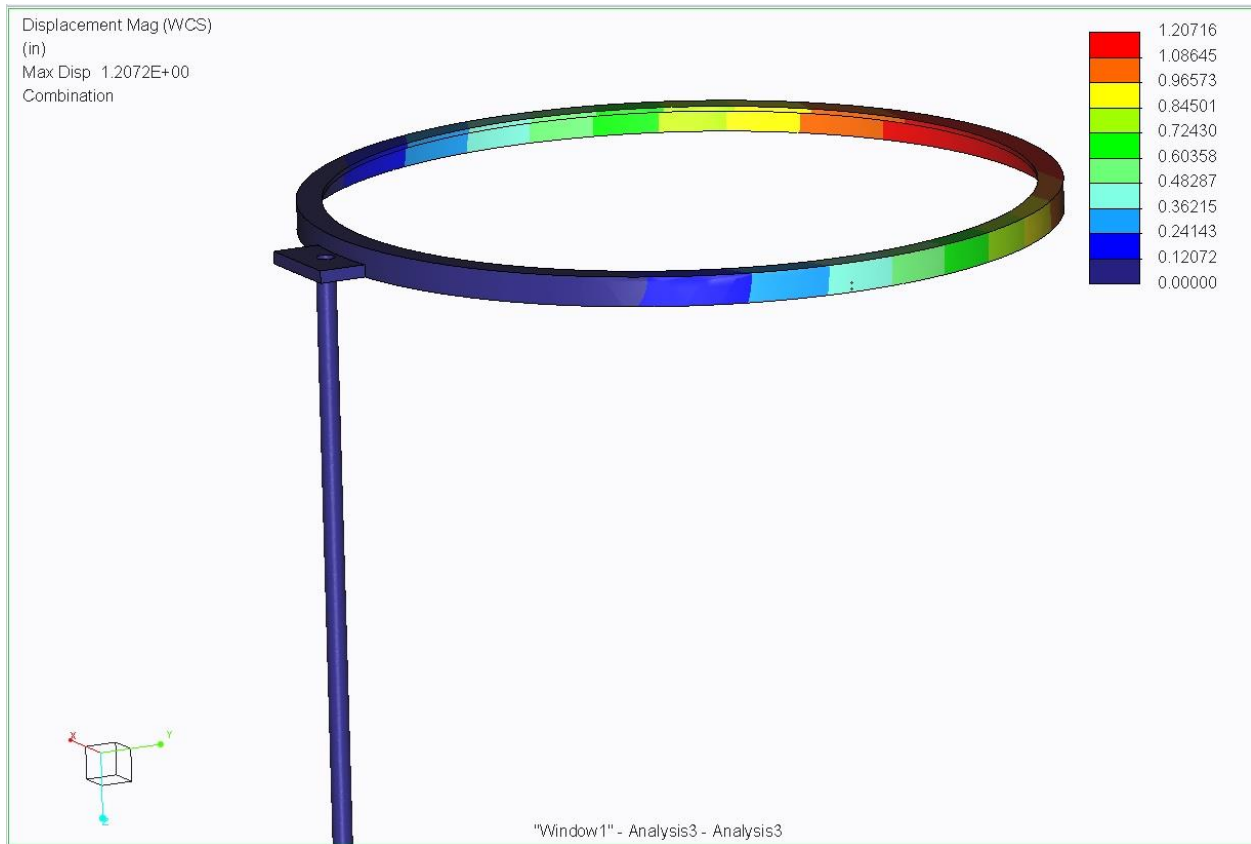 Displacement Mag (WCS)
(in)
Max Disp 1.2072E+00
Combination
1.20716
1.08645
0.96573
0.84501
0.72430
0.60358
0.48287
0.36215
0.24143
0.12072
0.00000
X
Y
Z
"Window1" - Analysis3 - Analysis3